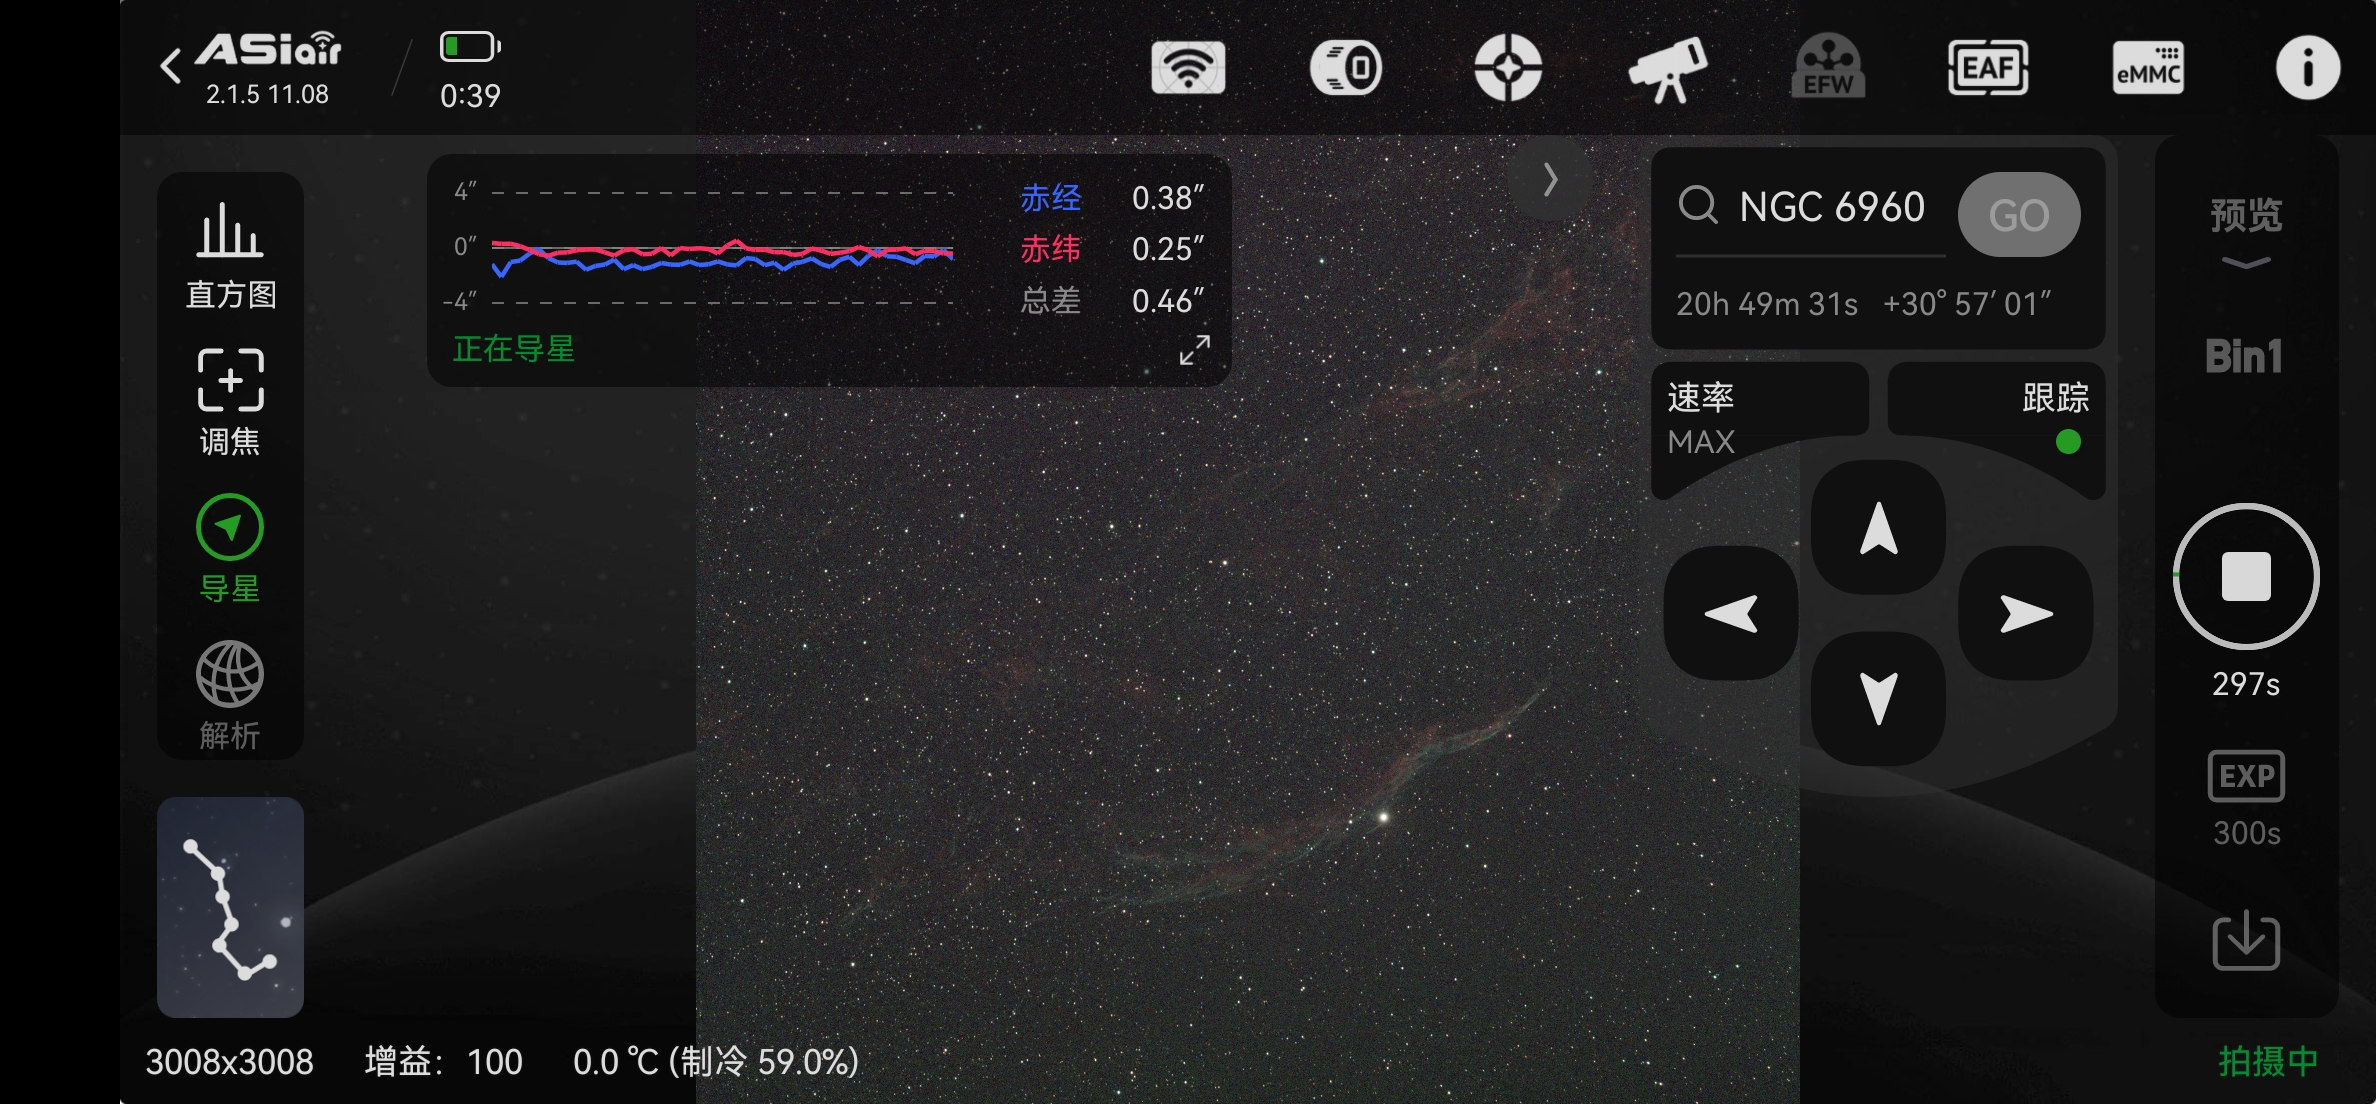 ASIair
2.1.5 11.08
0:39
EFW
EAF
eMMC
直方图
调焦
导星
解析
4″
0″
-4″
赤经 0.38″
赤纬 0.25″
总差 0.46″
正在导星
NGC 6960
GO
20h 49m 31s +30° 57′ 01″
速率
MAX
跟踪
预览
Bin1
297s
EXP
300s
3008x3008 增益: 100 0.0 ℃ (制冷 59.0%)
拍摄中